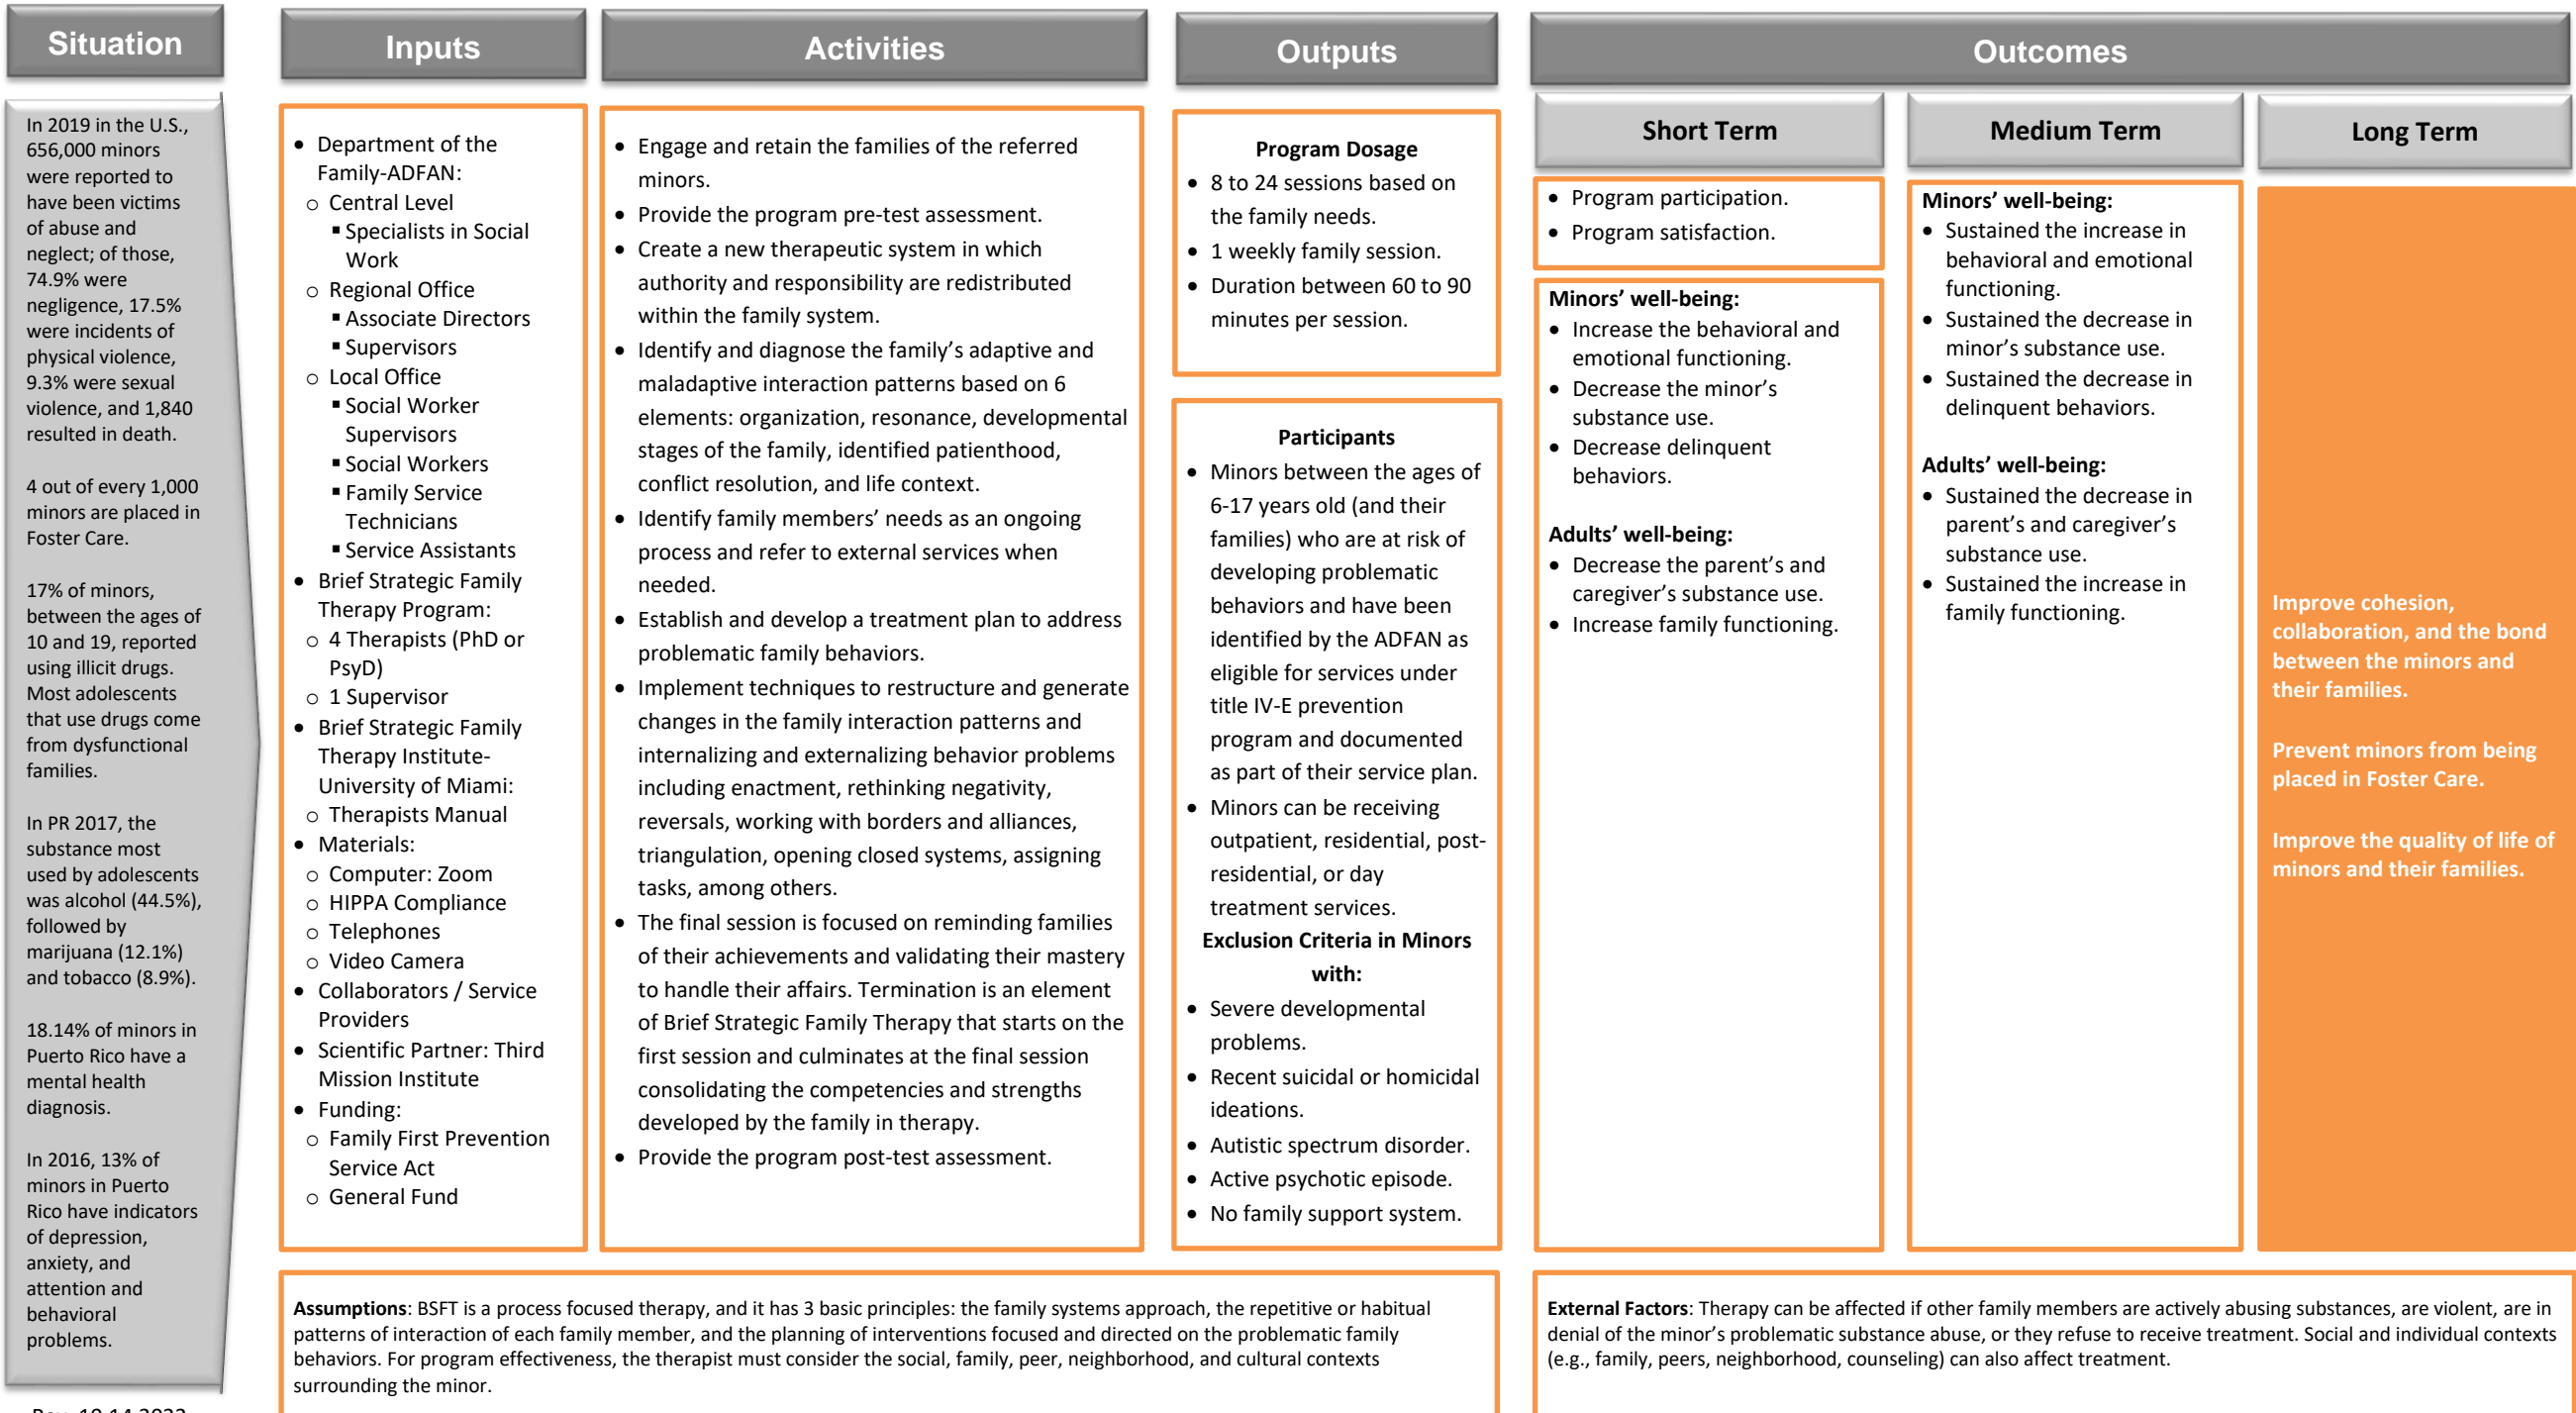 Situation
In 2019 in the U.S.,
656,000 minors
were reported to
have been victims
of abuse and
neglect; of those,
74.9% were
negligence, 17.5%
were incidents of
physical violence,
9.3% were sexual
violence, and 1,840
resulted in death.
4 out of every 1,000
minors are placed in
Foster Care.
17% of minors,
between the ages of
10 and 19, reported
using illicit drugs.
Most adolescents
that use drugs come
from dysfunctional
families.
In PR 2017, the
substance most
used by adolescents
was alcohol (44.5%),
followed by
marijuana (12.1%)
and tobacco (8.9%).
18.14% of minors in
Puerto Rico have a
mental health
diagnosis.
In 2016, 13% of
minors in Puerto
Rico have indicators
of depression,
anxiety, and
attention and
behavioral
problems.
Inputs
• Department of the
Family-ADFAN:
o Central Level
▪ Specialists in Social
Work
o Regional Office
▪ Associate Directors
▪ Supervisors
o Local Office
▪ Social Worker
Supervisors
▪ Social Workers
▪ Family Service
Technicians
▪ Service Assistants
• Brief Strategic Family
Therapy Program:
o 4 Therapists (PhD or
PsyD)
o 1 Supervisor
• Brief Strategic Family
Therapy Institute-
University of Miami:
o Therapists Manual
• Materials:
o Computer: Zoom
o HIPPA Compliance
o Telephones
o Video Camera
• Collaborators / Service
Providers
• Scientific Partner: Third
Mission Institute
• Funding:
o Family First Prevention
Service Act
o General Fund
Activities
• Engage and retain the families of the referred
minors.
• Provide the program pre-test assessment.
• Create a new therapeutic system in which
authority and responsibility are redistributed
within the family system.
• Identify and diagnose the family’s adaptive and
maladaptive interaction patterns based on 6
elements: organization, resonance, developmental
stages of the family, identified patienthood,
conflict resolution, and life context.
• Identify family members’ needs as an ongoing
process and refer to external services when
needed.
• Establish and develop a treatment plan to address
problematic family behaviors.
• Implement techniques to restructure and generate
changes in the family interaction patterns and
internalizing and externalizing behavior problems
including enactment, rethinking negativity,
reversals, working with borders and alliances,
triangulation, opening closed systems, assigning
tasks, among others.
• The final session is focused on reminding families
of their achievements and validating their mastery
to handle their affairs. Termination is an element
of Brief Strategic Family Therapy that starts on the
first session and culminates at the final session
consolidating the competencies and strengths
developed by the family in therapy.
• Provide the program post-test assessment.
Outputs
Program Dosage
• 8 to 24 sessions based on
the family needs.
• 1 weekly family session.
• Duration between 60 to 90
minutes per session.
Participants
• Minors between the ages of
6-17 years old (and their
families) who are at risk of
developing problematic
behaviors and have been
identified by the ADFAN as
eligible for services under
title IV-E prevention
program and documented
as part of their service plan.
• Minors can be receiving
outpatient, residential, post-
residential, or day
treatment services.
Exclusion Criteria in Minors
with:
• Severe developmental
problems.
• Recent suicidal or homicidal
ideations.
• Autistic spectrum disorder.
• Active psychotic episode.
• No family support system.
Outcomes
Short Term
• Program participation.
• Program satisfaction.
Minors’ well-being:
• Increase the behavioral and
emotional functioning.
• Decrease the minor’s
substance use.
• Decrease delinquent
behaviors.
Adults’ well-being:
• Decrease the parent’s and
caregiver’s substance use.
• Increase family functioning.
Medium Term
Minors’ well-being:
• Sustained the increase in
behavioral and emotional
functioning.
• Sustained the decrease in
minor’s substance use.
• Sustained the decrease in
delinquent behaviors.
Adults’ well-being:
• Sustained the decrease in
parent’s and caregiver’s
substance use.
• Sustained the increase in
family functioning.
Long Term
Improve cohesion,
collaboration, and the bond
between the minors and
their families.
Prevent minors from being
placed in Foster Care.
Improve the quality of life of
minors and their families.
Assumptions: BSFT is a process focused therapy, and it has 3 basic principles: the family systems approach, the repetitive or habitual
patterns of interaction of each family member, and the planning of interventions focused and directed on the problematic family
behaviors. For program effectiveness, the therapist must consider the social, family, peer, neighborhood, and cultural contexts
surrounding the minor.
External Factors: Therapy can be affected if other family members are actively abusing substances, are violent, are in
denial of the minor’s problematic substance abuse, or they refuse to receive treatment. Social and individual contexts
(e.g., family, peers, neighborhood, counseling) can also affect treatment.